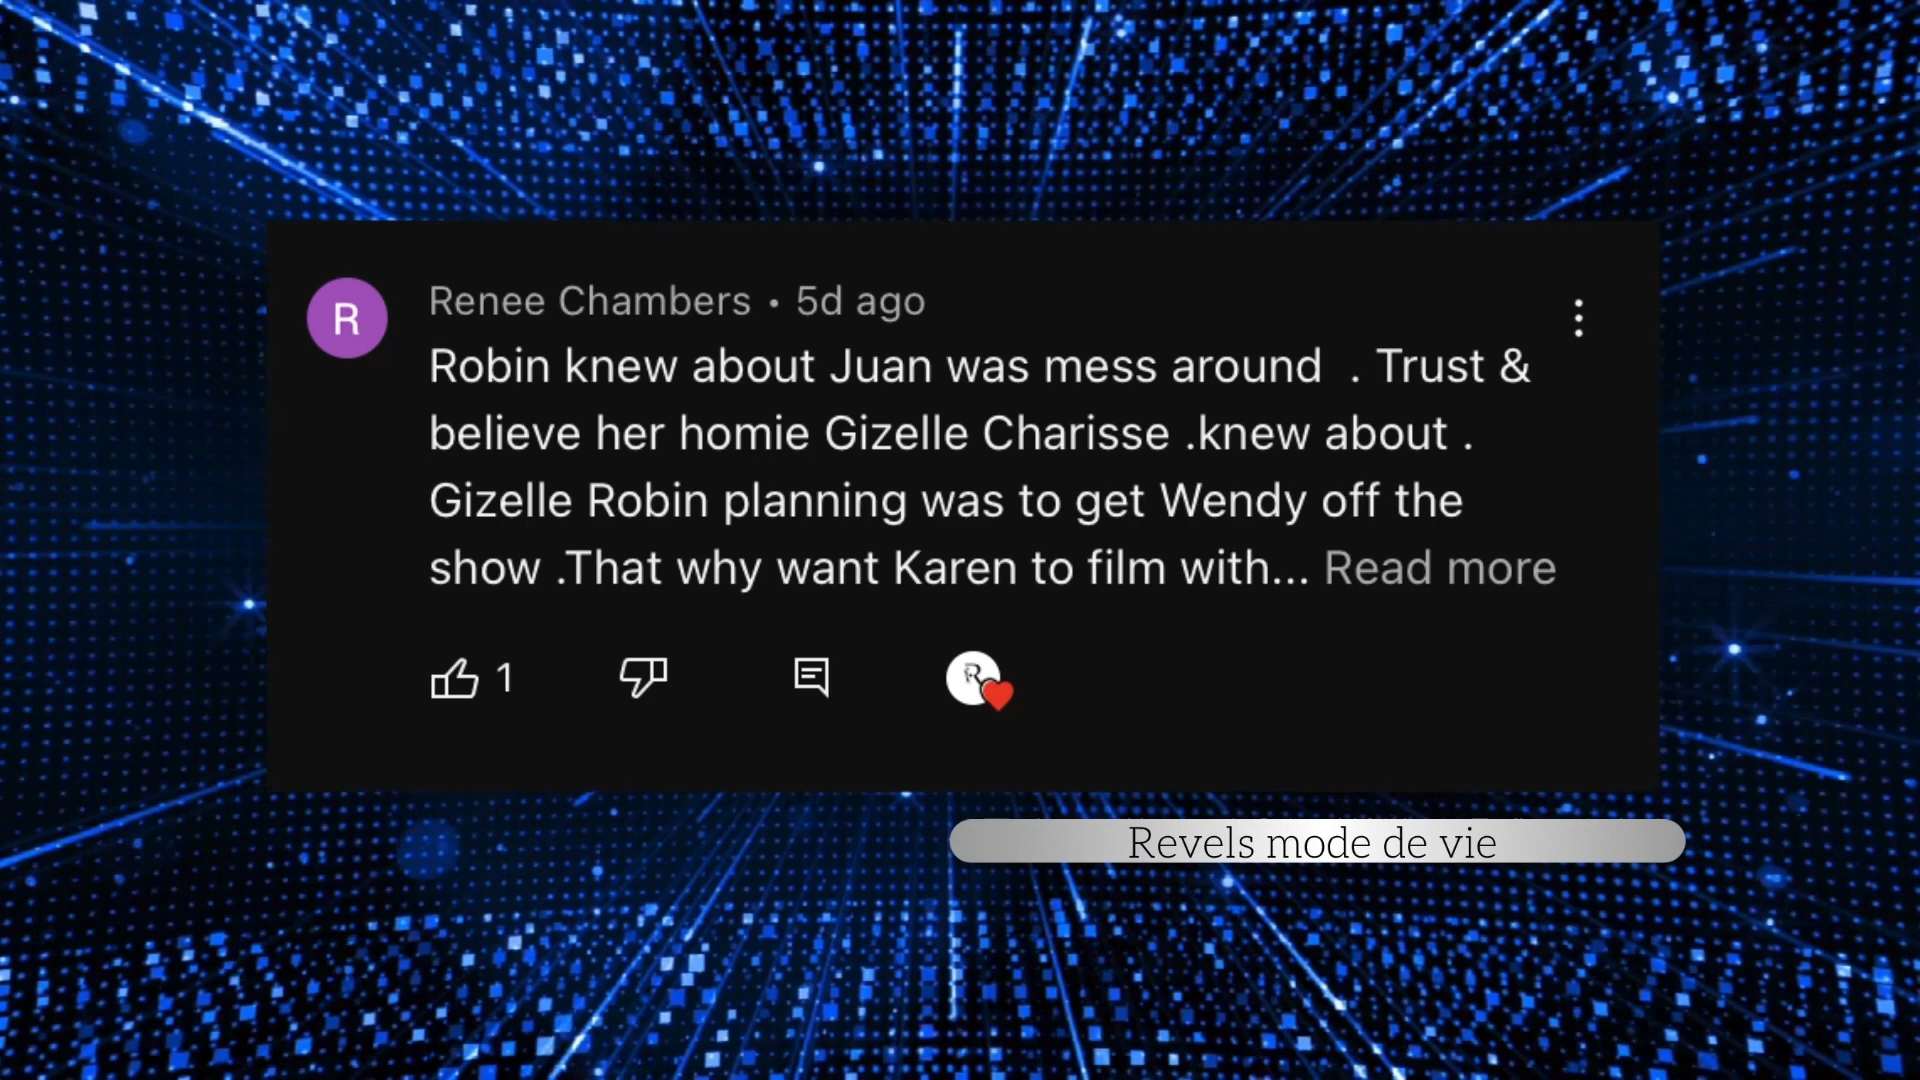 R
Renee Chambers • 5d ago
Robin knew about Juan was mess around  . Trust &
believe her homie Gizelle Charisse .knew about .
Gizelle Robin planning was to get Wendy off the
show .That why want Karen to film with... Read more
1
R
Revels mode de vie